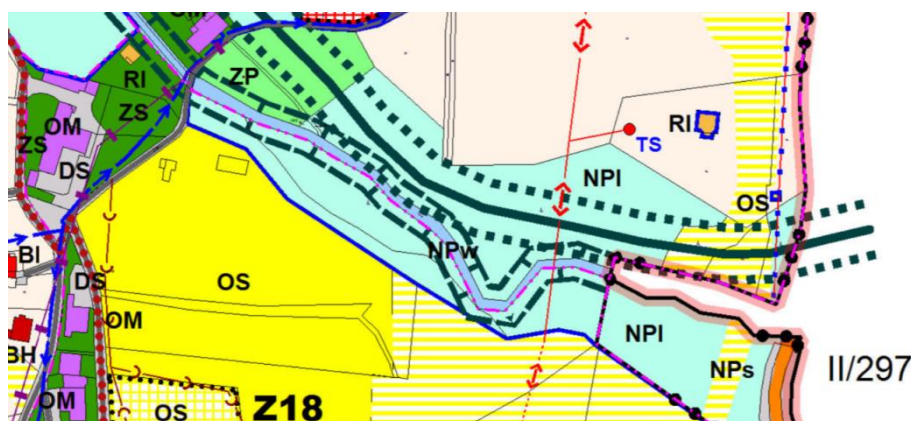 OM
RI
ZP
ZS
OM
ZS
DS
RI
TS
NPI
OS
NPw
BI
OS
DS
OM
NPI
BH
NPs
II/297
OM
OS
Z18